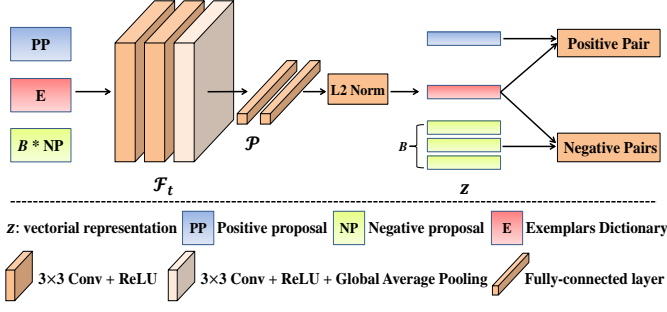 PP
E
B * NP
𝓕ₜ
𝓟
L2 Norm
B
z
Positive Pair
Negative Pairs
z: vectorial representation PP Positive proposal NP Negative proposal E Exemplars Dictionary
3×3 Conv + ReLU 3×3 Conv + ReLU + Global Average Pooling Fully-connected layer